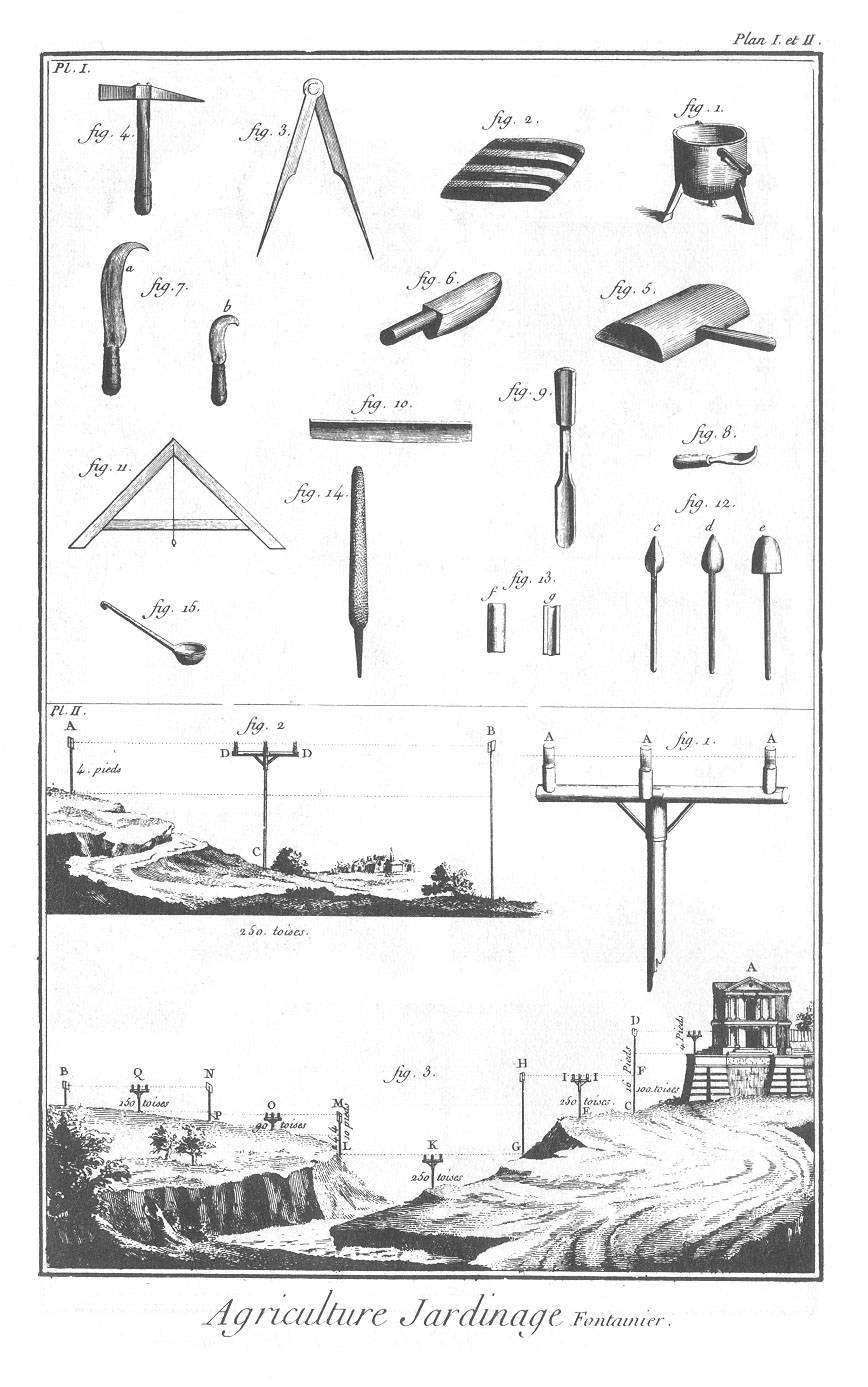 Plan I. et II.
Pl. I.
fig. 4.
fig. 3.
fig. 2.
fig. 1.
a
fig. 7.
b
fig. 6.
fig. 5.
fig. 9.
fig. 10.
fig. 8.
fig. 11.
fig. 14.
fig. 12.
c d e
fig. 13.
f g
fig. 15.
Pl. II.
A
fig. 2
B
D D
4. pieds
C
250. toises.
A A A
fig. 1.
A
D
4 Pieds
16 Pieds
F
100. toises
C
H
fig. 3.
I I
250. toises
E
G
B Q N
150 toises
P
O
90 toises
M
10 pieds
L
K
250 toises
Agriculture Jardinage Fontainier.